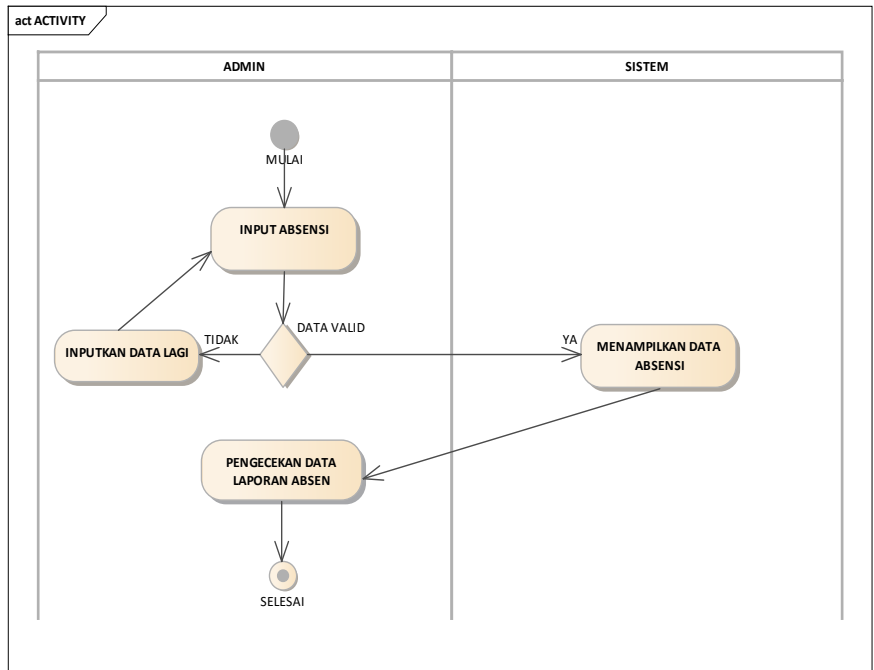 act ACTIVITY
ADMIN
SISTEM
MULAI
INPUT ABSENSI
DATA VALID
TIDAK
YA
INPUTKAN DATA LAGI
MENAMPILKAN DATA
ABSENSI
PENGECEKAN DATA
LAPORAN ABSEN
SELESAI